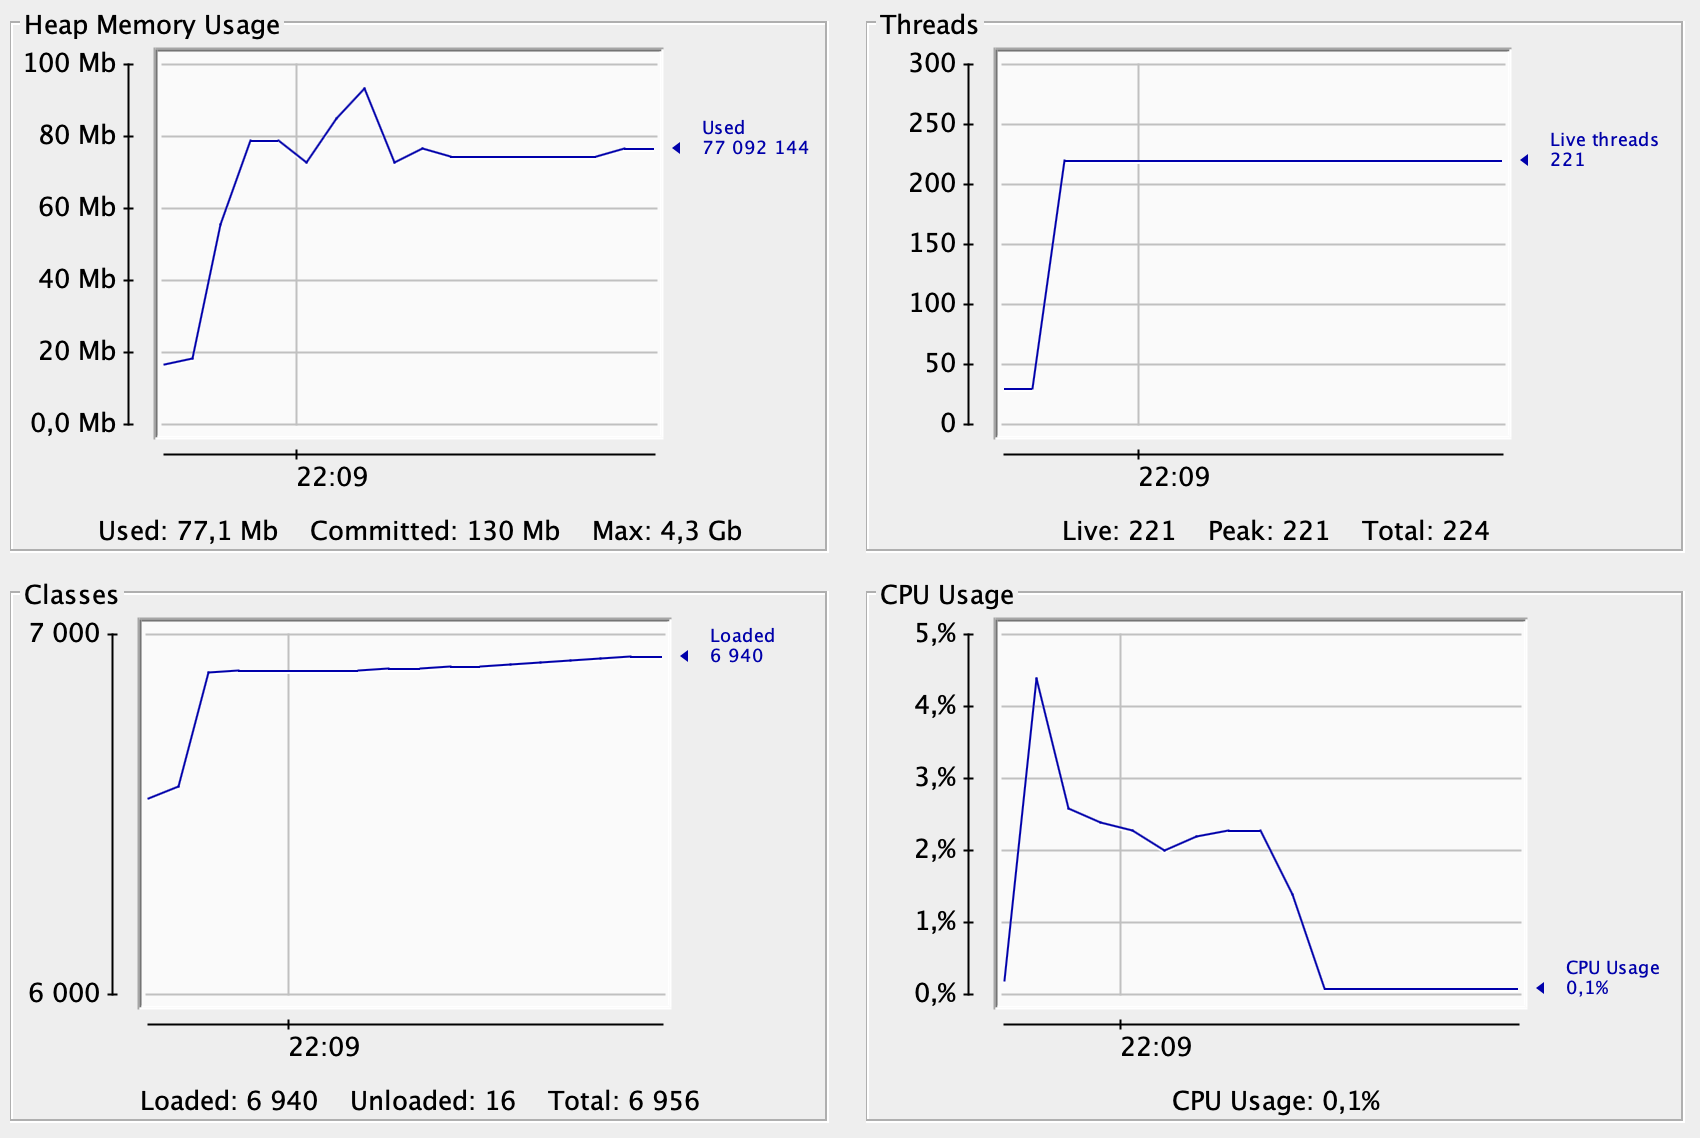 Heap Memory Usage
100 Mb
80 Mb
60 Mb
40 Mb
20 Mb
0,0 Mb
22:09
Used
77 092 144
Used: 77,1 Mb Committed: 130 Mb Max: 4,3 Gb
Threads
300
250
200
150
100
50
0
22:09
Live threads
221
Live: 221 Peak: 221 Total: 224
Classes
7 000
6 000
22:09
Loaded
6 940
Loaded: 6 940 Unloaded: 16 Total: 6 956
CPU Usage
5,%
4,%
3,%
2,%
1,%
0,%
22:09
CPU Usage
0,1%
CPU Usage: 0,1%